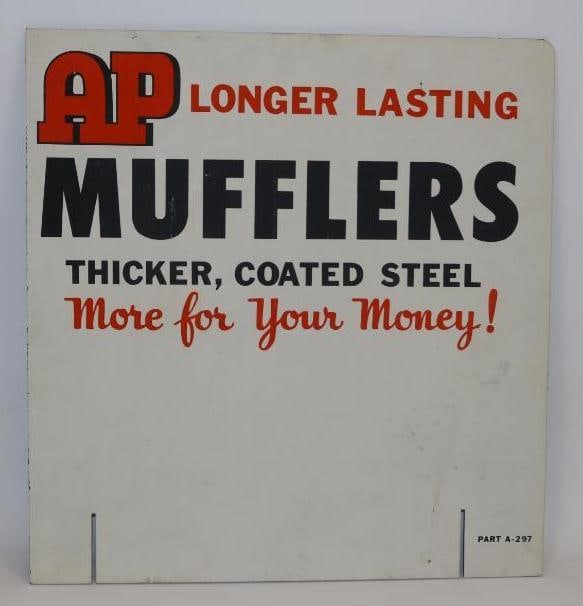 AP LONGER LASTING
MUFFLERS
THICKER, COATED STEEL
More for Your Money!
PART A-297